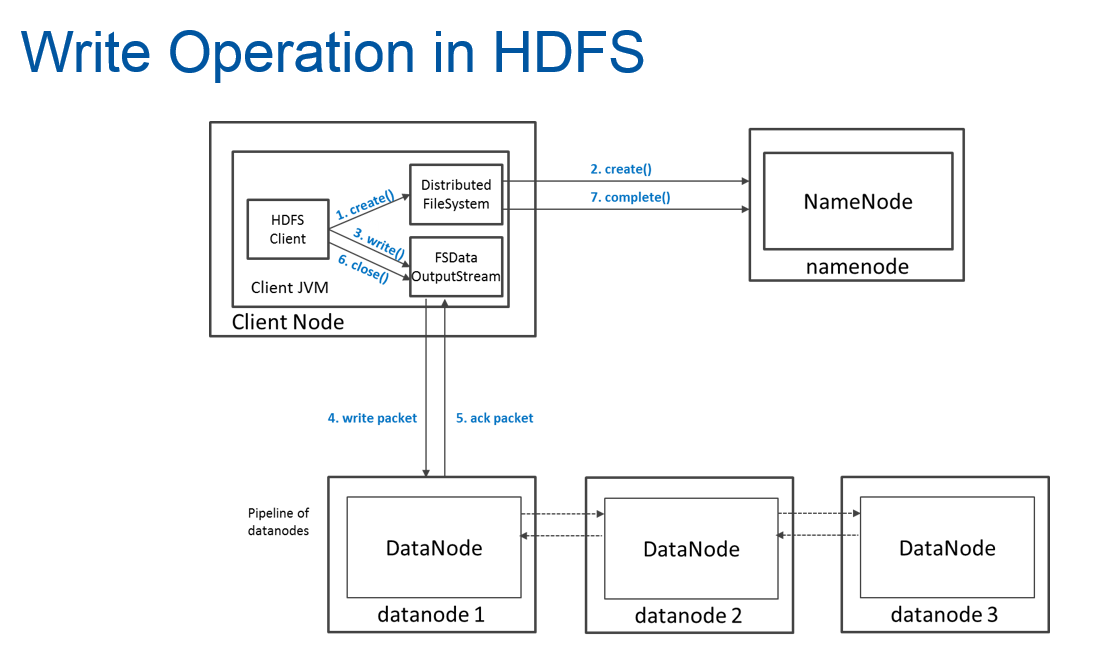 Write Operation in HDFS
HDFS
Client
1. create()
3. write()
6. close()
Distributed
FileSystem
FSData
OutputStream
Client JVM
Client Node
2. create()
7. complete()
NameNode
namenode
4. write packet
5. ack packet
Pipeline of
datanodes
DataNode
datanode 1
DataNode
datanode 2
DataNode
datanode 3